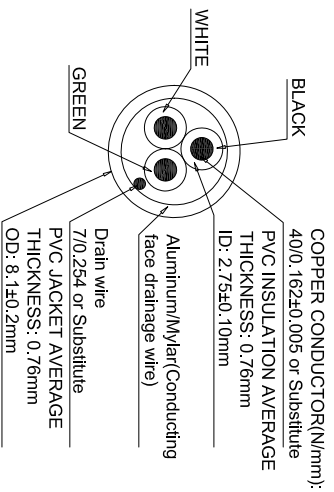 COPPER CONDUCTOR(N/mm):
40/0.162±0.005 or Substitute
PVC INSULATION AVERAGE
THICKNESS: 0.76mm
ID: 2.75±0.10mm
Aluminum/Mylar(Conducting
face drainage wire)
Drain wire
7/0.254 or Substitute
PVC JACKET AVERAGE
THICKNESS: 0.76mm
OD: 8.1±0.2mm
BLACK
WHITE
GREEN